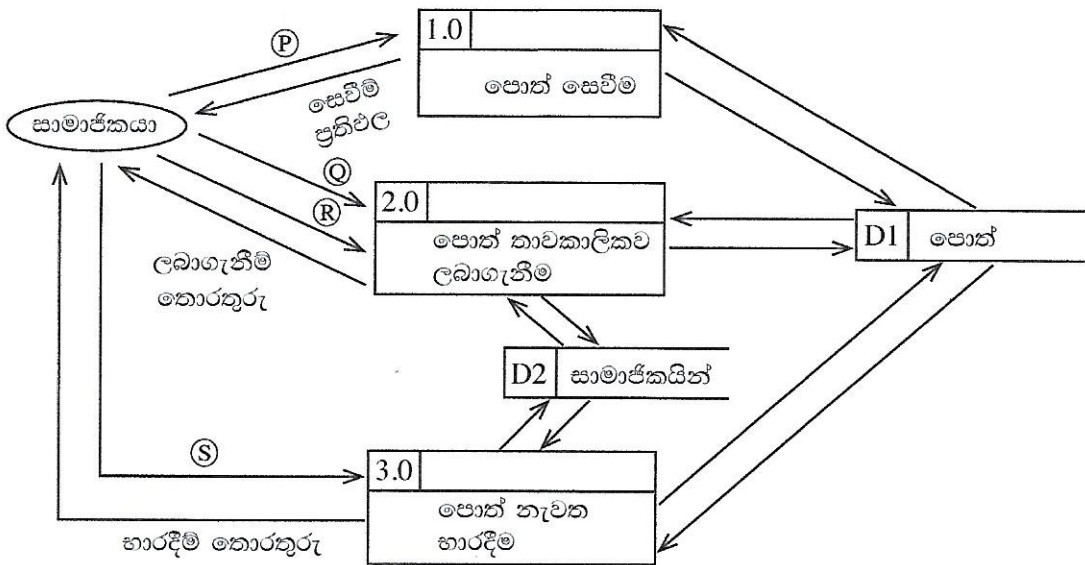 Ⓟ
1.0
පොත් සෙවීම
සෙවීම්
ප්‍රතිඵල
සාමාජිකයා
Ⓠ
Ⓡ
2.0
පොත් තාවකාලිකව
ලබාගැනීම
D1 පොත්
ලබාගැනීම්
තොරතුරු
D2 සාමාජිකයින්
Ⓢ
3.0
පොත් නැවත
භාරදීම
භාරදීම් තොරතුරු